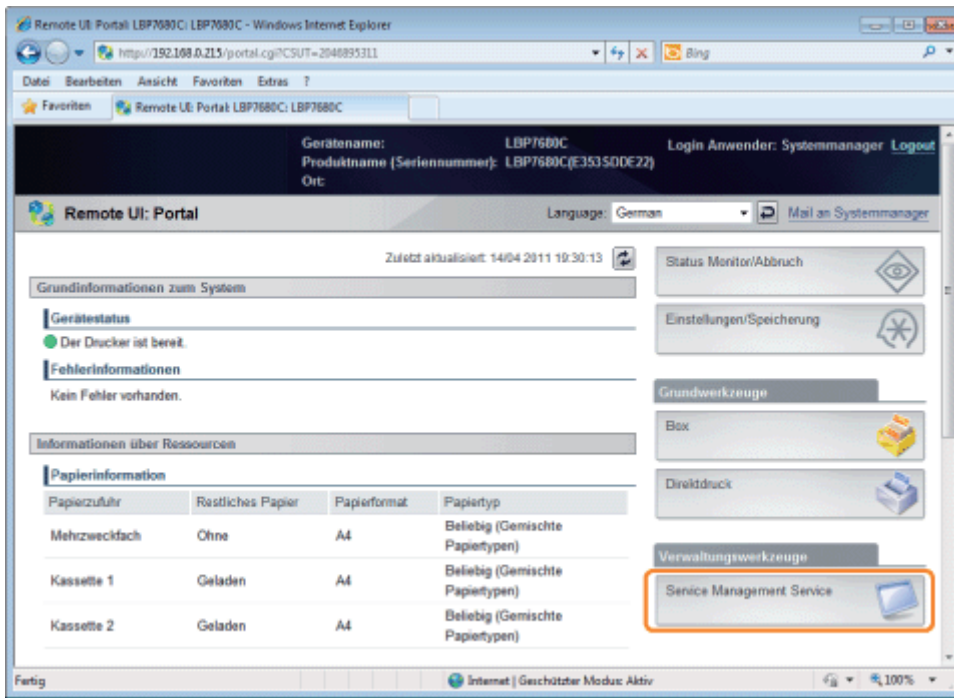 Remote UI: Portal: LBP7680C: LBP7680C - Windows Internet Explorer
http://192.168.0.215/portal.cgi?CSUT=2046895311
Bing
Datei Bearbeiten Ansicht Favoriten Extras ?
Favoriten Remote UI: Portal: LBP7680C: LBP7680C
Gerätename: LBP7680C Login Anwender: Systemmanager Logout
Produktname (Seriennummer): LBP7680C(E353SDDE22)
Ort:
Remote UI: Portal Language: German Mail an Systemmanager
Zuletzt aktualisiert: 14/04 2011 19:30:13
Grundinformationen zum System
Gerätestatus
Der Drucker ist bereit.
Fehlerinformationen
Kein Fehler vorhanden.
Informationen über Ressourcen
Papierinformation
Papierzufuhr Restliches Papier Papierformat Papiertyp
Mehrzweckfach Ohne A4 Beliebig (Gemischte Papiertypen)
Kassette 1 Geladen A4 Beliebig (Gemischte Papiertypen)
Kassette 2 Geladen A4 Beliebig (Gemischte Papiertypen)
Status Monitor/Abbruch
Einstellungen/Speicherung
Grundwerkzeuge
Box
Direktdruck
Verwaltungswerkzeuge
Service Management Service
Fertig Internet | Geschützter Modus: Aktiv 100%